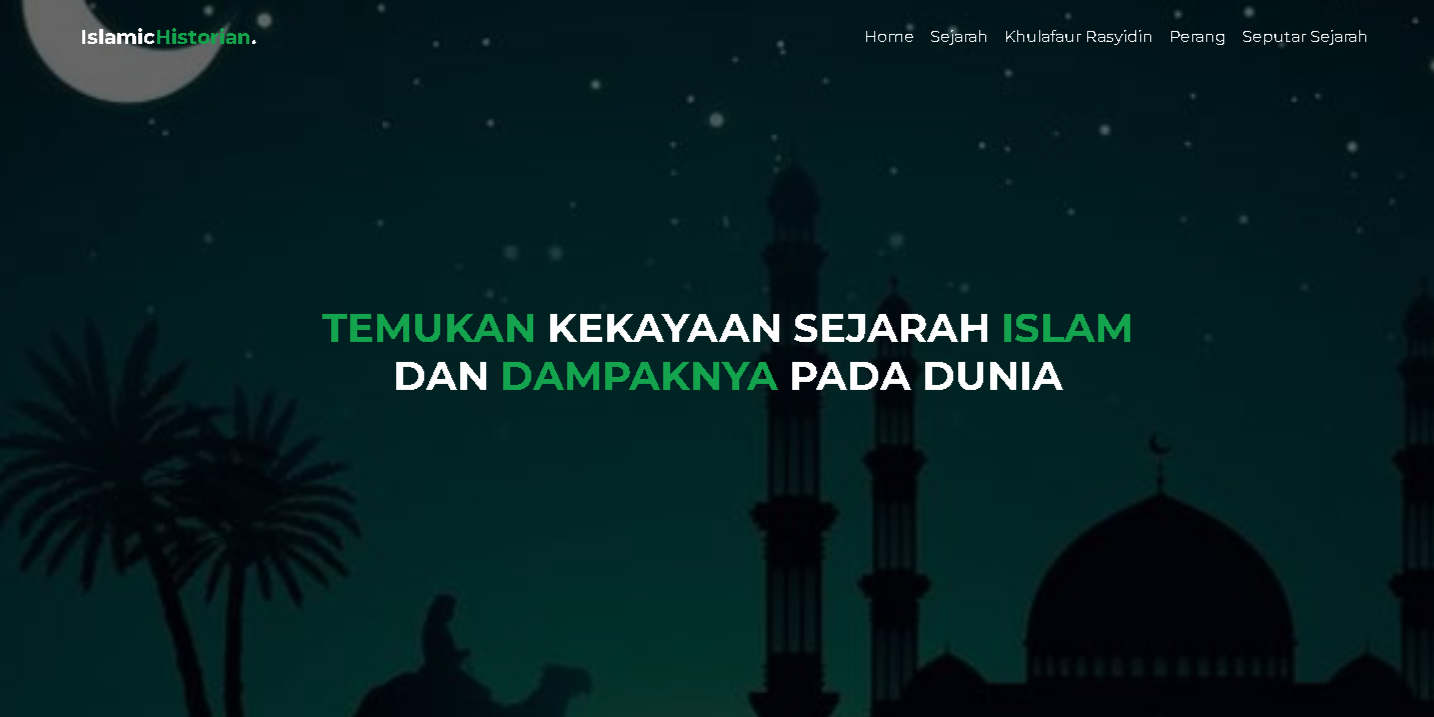 IslamicHistorian.
Home Sejarah Khulafaur Rasyidin Perang Seputar Sejarah
TEMUKAN KEKAYAAN SEJARAH ISLAM
DAN DAMPAKNYA PADA DUNIA